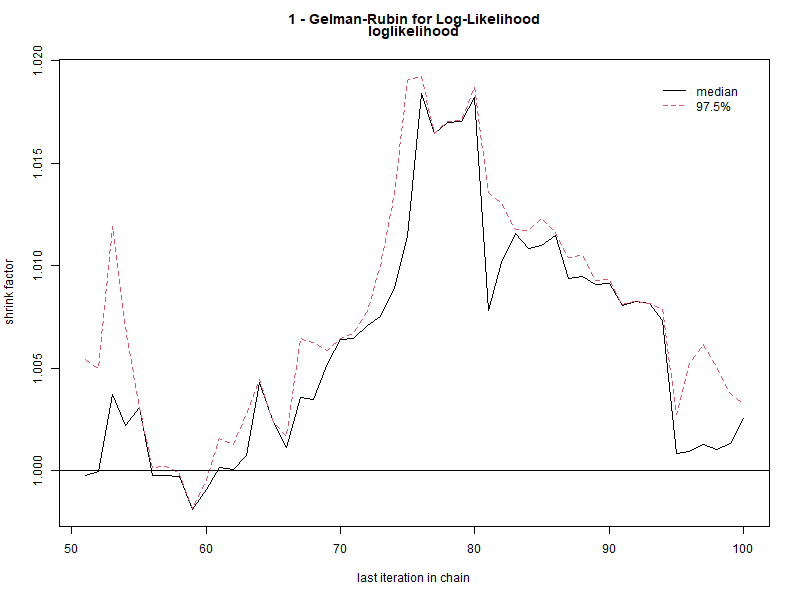 1 - Gelman-Rubin for Log-Likelihood
loglikelihood
median
97.5%
shrink factor
1.020
1.015
1.010
1.005
1.000
50 60 70 80 90 100
last iteration in chain